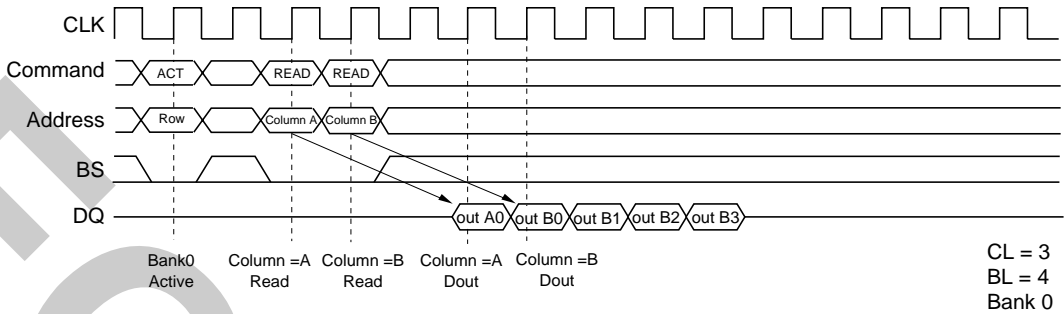 CLK
Command ACT READ READ
Address Row Column A Column B
BS
DQ out A0 out B0 out B1 out B2 out B3
Bank0 Column =A Column =B Column =A Column =B
Active Read Read Dout Dout
CL = 3
BL = 4
Bank 0